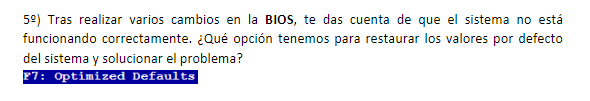 5º) Tras realizar varios cambios en la BIOS, te das cuenta de que el sistema no está
funcionando correctamente. ¿Qué opción tenemos para restaurar los valores por defecto
del sistema y solucionar el problema?
F7: Optimized Defaults